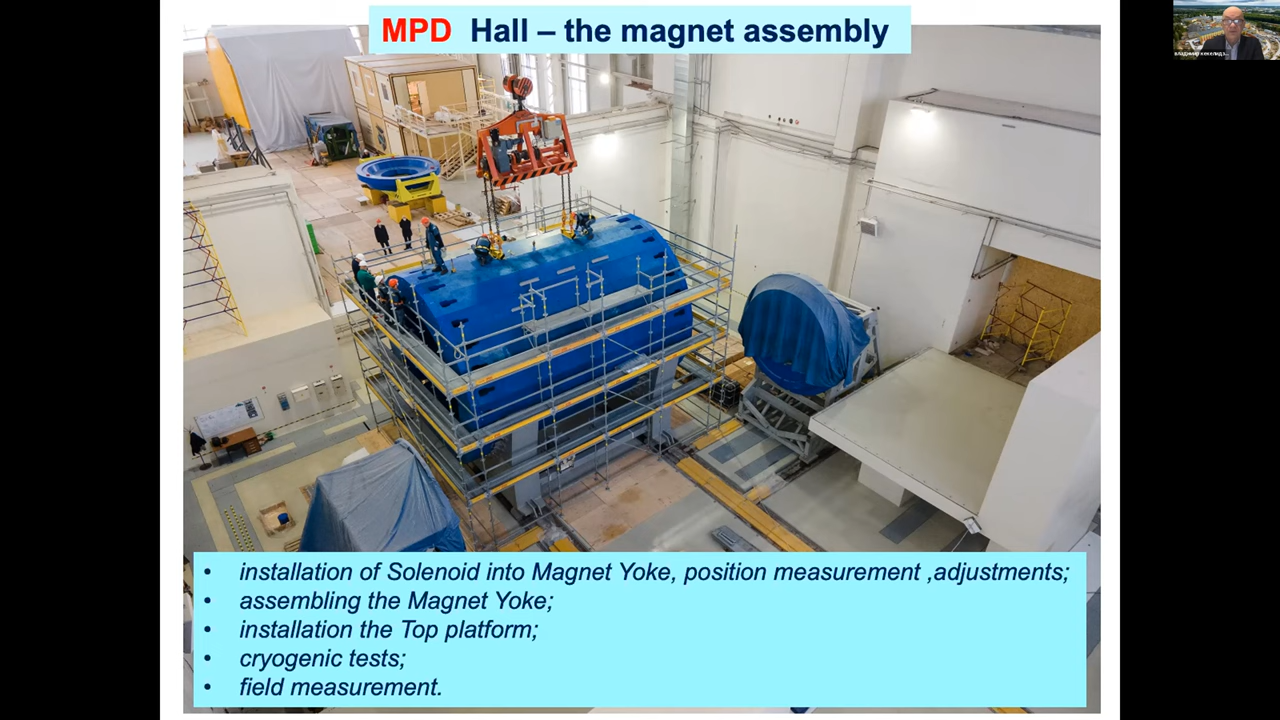 MPD Hall – the magnet assembly
• installation of Solenoid into Magnet Yoke, position measurement ,adjustments;
• assembling the Magnet Yoke;
• installation the Top platform;
• cryogenic tests;
• field measurement.